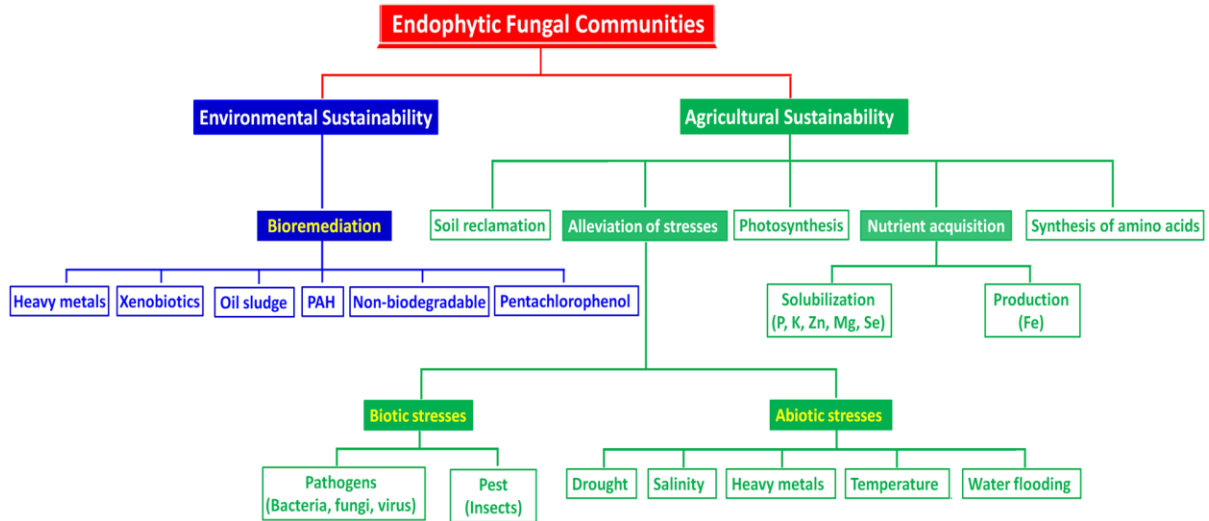 Endophytic Fungal Communities
Environmental Sustainability
Agricultural Sustainability
Bioremediation
Soil reclamation
Alleviation of stresses
Photosynthesis
Nutrient acquisition
Synthesis of amino acids
Heavy metals
Xenobiotics
Oil sludge
PAH
Non-biodegradable
Pentachlorophenol
Solubilization
(P, K, Zn, Mg, Se)
Production
(Fe)
Biotic stresses
Abiotic stresses
Pathogens
(Bacteria, fungi, virus)
Pest
(Insects)
Drought
Salinity
Heavy metals
Temperature
Water flooding